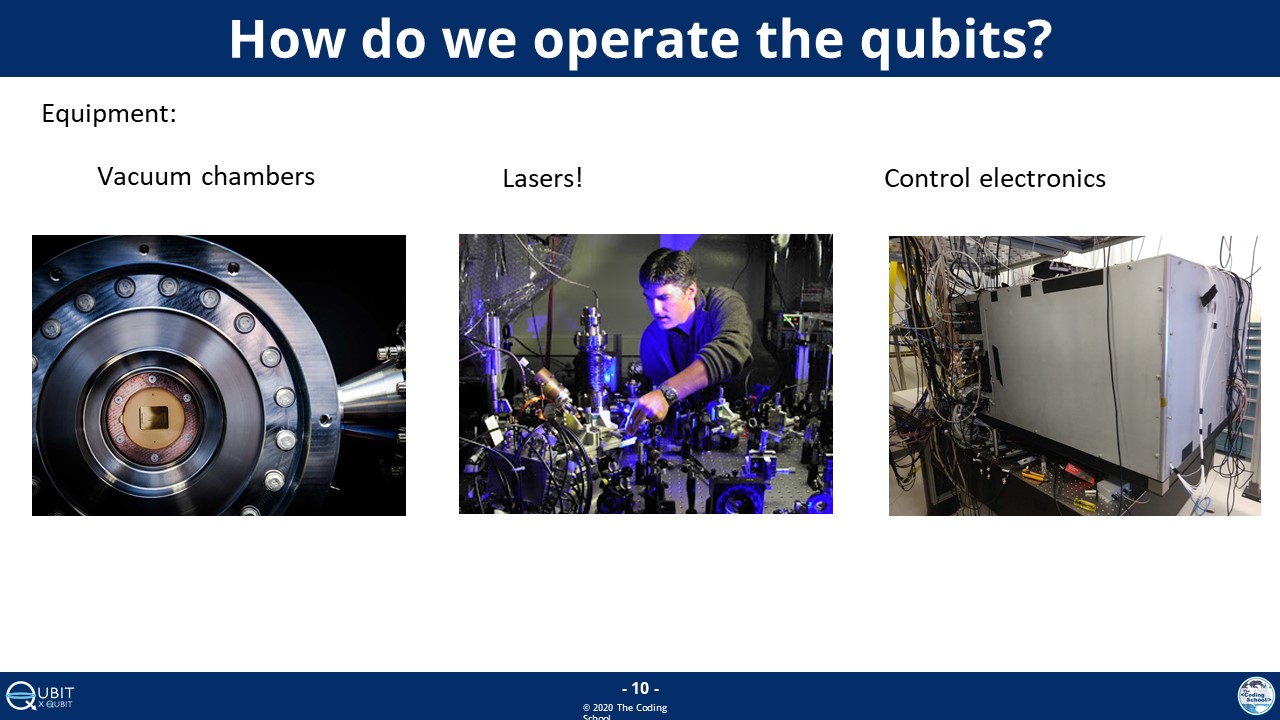 How do we operate the qubits?
Equipment:
Vacuum chambers
Lasers!
Control electronics
QUBIT
X QUBIT
- 10 -
© 2020 The Coding
School
The
<Coding
School>